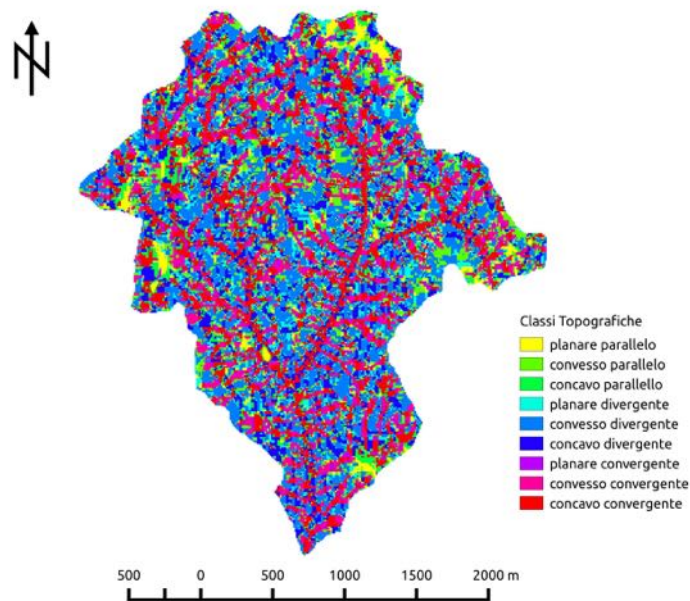 N
Classi Topografiche
planare parallelo
convesso parallelo
concavo parallello
planare divergente
convesso divergente
concavo divergente
planare convergente
convesso convergente
concavo convergente
500 0 500 1000 1500 2000 m